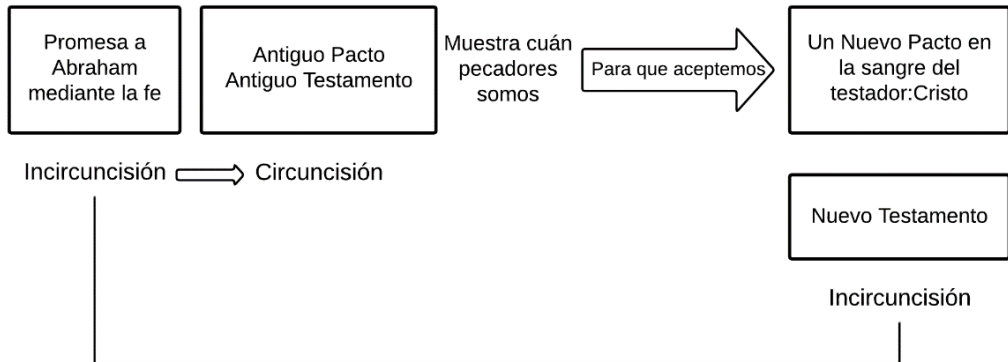 Promesa a
Abraham
mediante la fe
Antiguo Pacto
Antiguo Testamento
Muestra cuán
pecadores
somos
Para que aceptemos
Un Nuevo Pacto en
la sangre del
testador:Cristo
Incircuncisión
Circuncisión
Nuevo Testamento
Incircuncisión